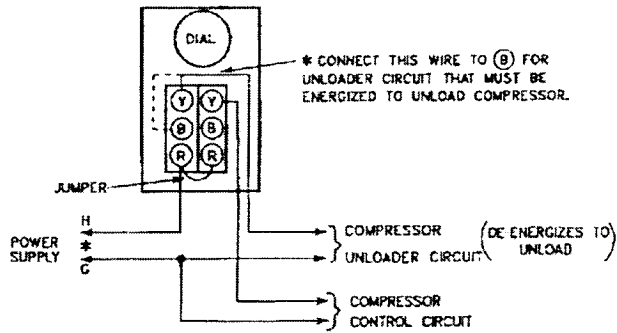 DIAL
* CONNECT THIS WIRE TO (B) FOR
UNLOADER CIRCUIT THAT MUST BE
ENERGIZED TO UNLOAD COMPRESSOR.
Y Y
B B
R R
JUMPER
H
POWER SUPPLY
*
G
COMPRESSOR
UNLOADER CIRCUIT
(DE ENERGIZES TO
UNLOAD)
COMPRESSOR
CONTROL CIRCUIT